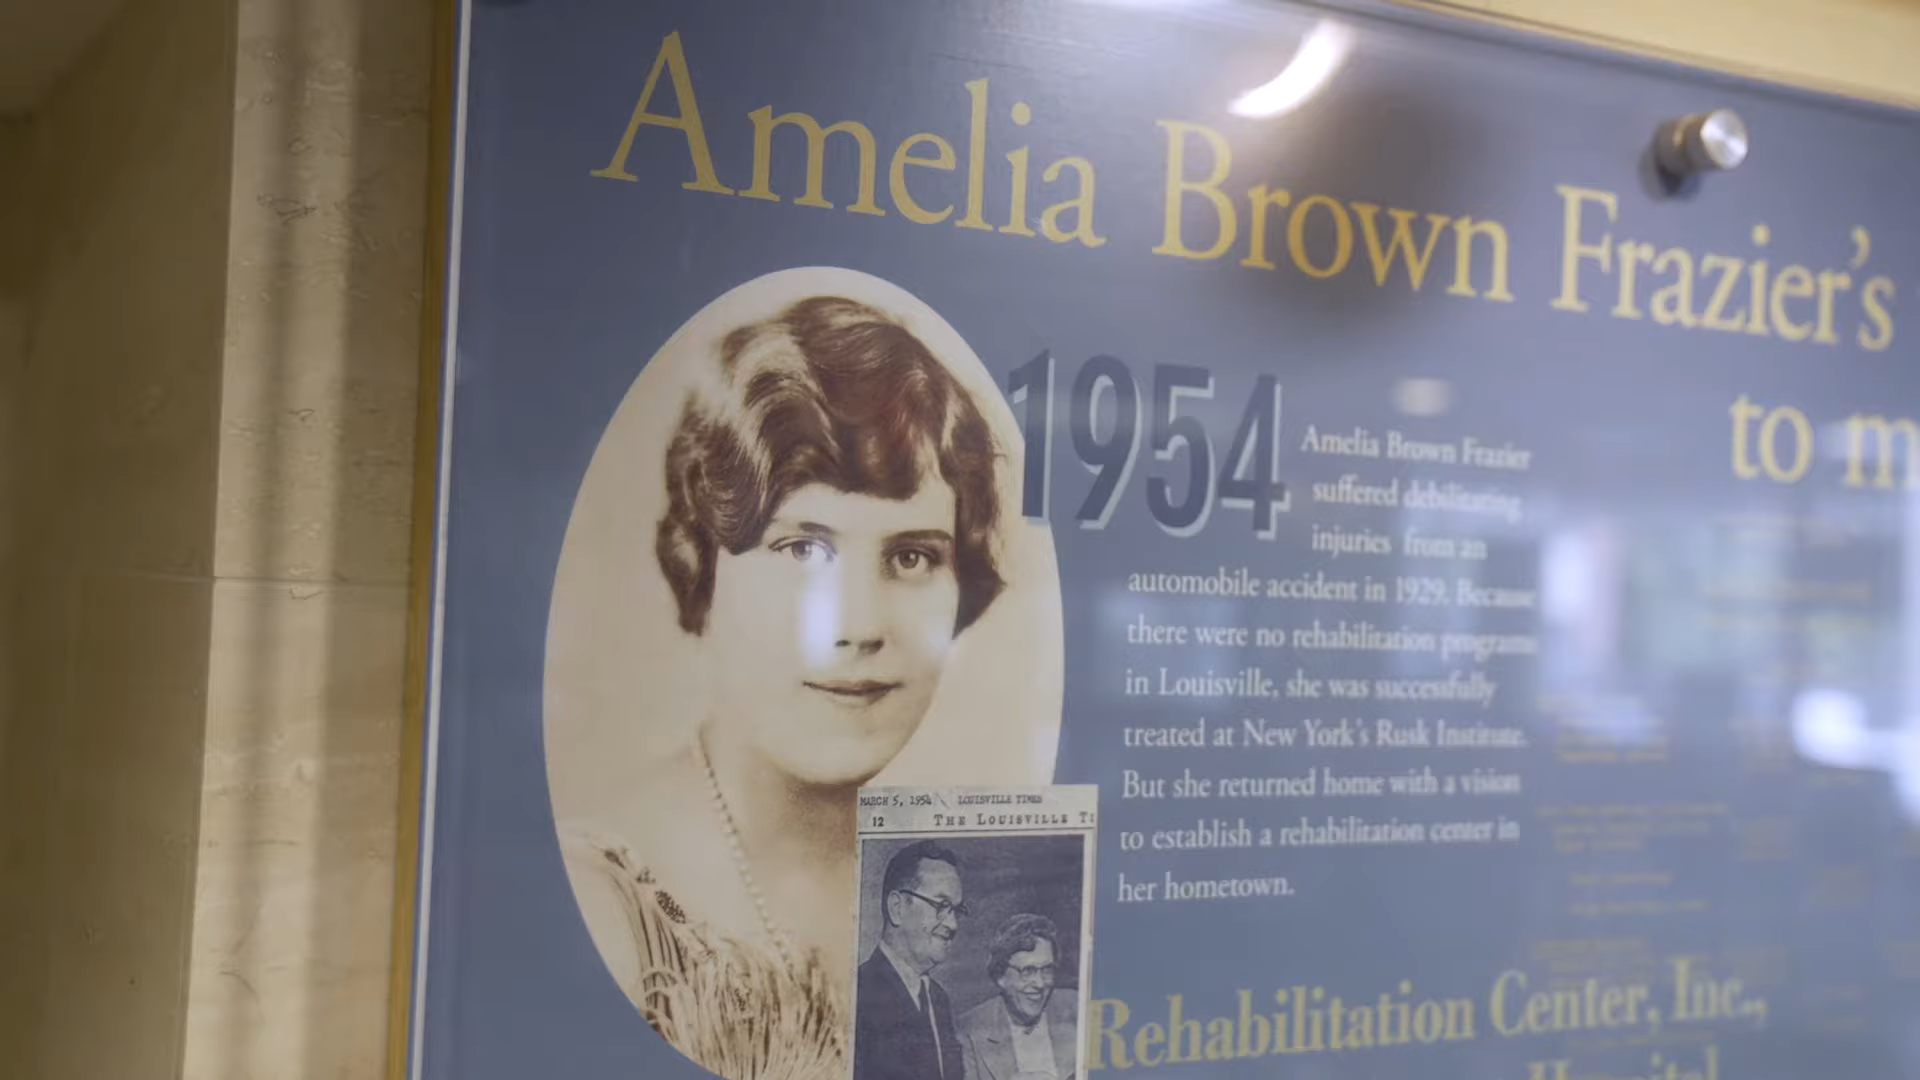 Amelia Brown Frazier's
to m
1954
Amelia Brown Frazier
suffered debilitating
injuries from an
automobile accident in 1929. Because
there were no rehabilitation programs
in Louisville, she was successfully
treated at New York's Rusk Institute.
But she returned home with a vision
to establish a rehabilitation center in
her hometown.
MARCH 5, 1954 LOUISVILLE TIMES
12 THE LOUISVILLE TI
Rehabilitation Center, Inc.,
Hospital